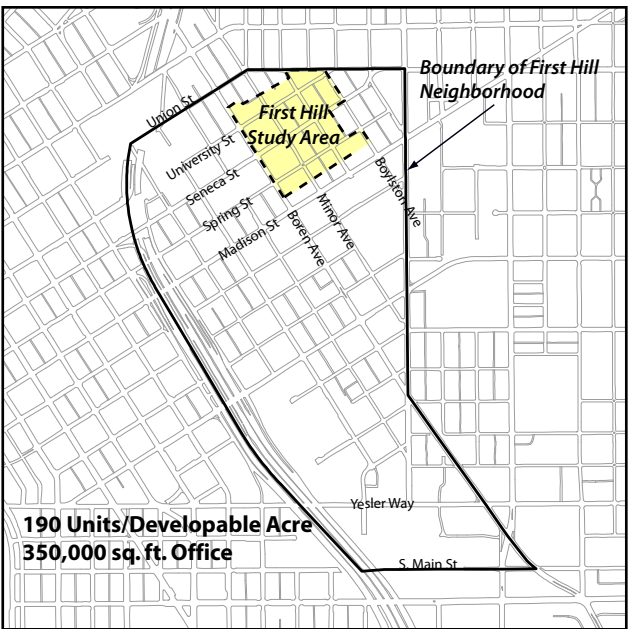 Boundary of First Hill
Neighborhood
Union St
First Hill
Study Area
University St
Seneca St
Spring St
Madison St
Boren Ave
Minor Ave
Boylston Ave
Yesler Way
190 Units/Developable Acre
350,000 sq. ft. Office
S. Main St